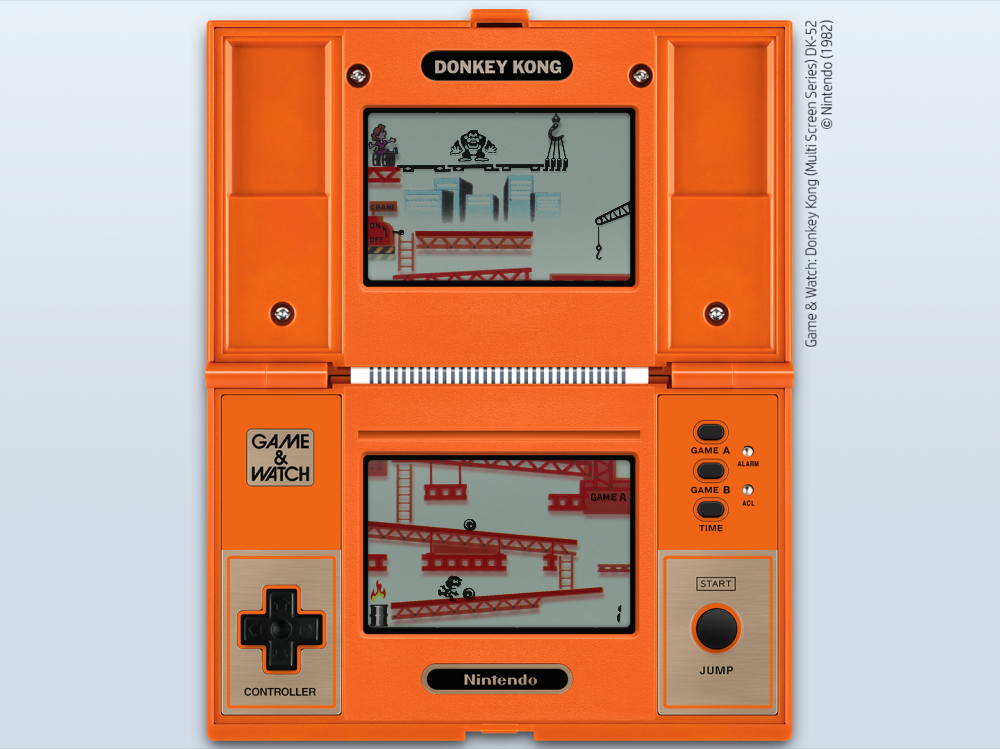 DONKEY KONG
CRANE
ON
OFF
Game & Watch: Donkey Kong (Multi Screen Series) DK-52
© Nintendo (1982)
GAME
&
WATCH
GAME A
GAME A
ALARM
GAME B
ACL
TIME
START
JUMP
CONTROLLER
Nintendo